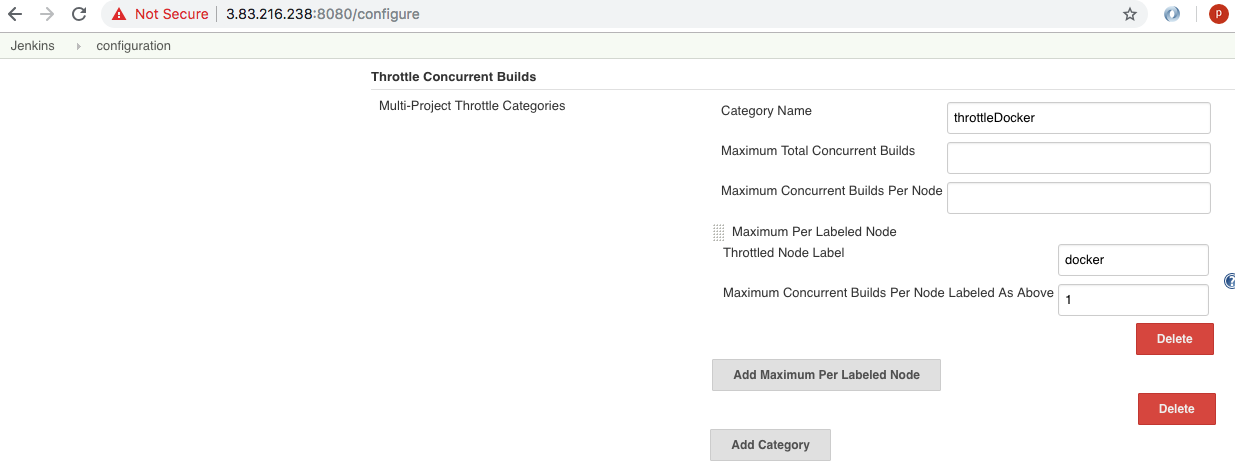 Not Secure 3.83.216.238:8080/configure
p
Jenkins configuration
Throttle Concurrent Builds
Multi-Project Throttle Categories
Category Name throttleDocker
Maximum Total Concurrent Builds
Maximum Concurrent Builds Per Node
Maximum Per Labeled Node
Throttled Node Label docker
Maximum Concurrent Builds Per Node Labeled As Above 1
?
Delete
Add Maximum Per Labeled Node
Delete
Add Category